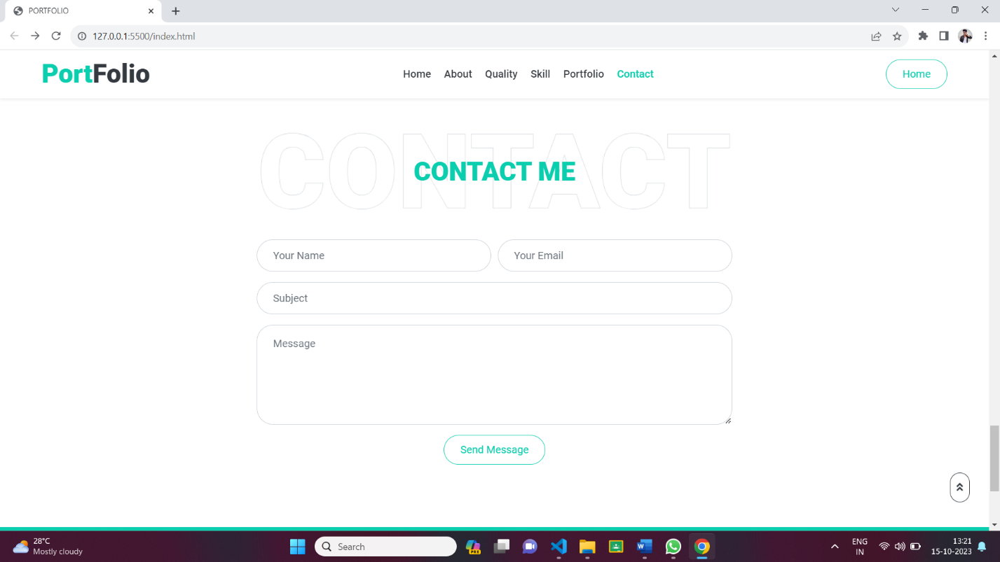 PORTFOLIO
127.0.0.1:5500/index.html
PortFolio
Home About Quality Skill Portfolio Contact
Home
CONTACT
CONTACT ME
Your Name
Your Email
Subject
Message
Send Message
28°C
Mostly cloudy
Search
PRE
ENG
IN
13:21
15-10-2023